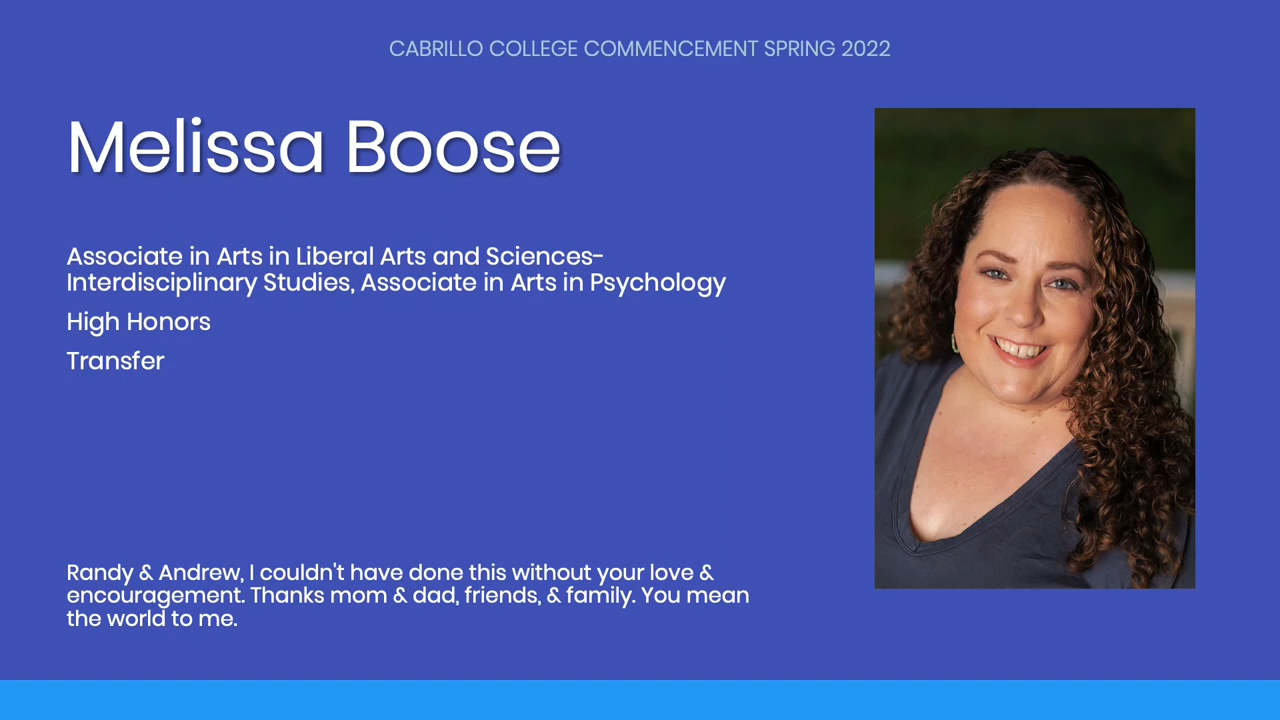 CABRILLO COLLEGE COMMENCEMENT SPRING 2022
Melissa Boose
Associate in Arts in Liberal Arts and Sciences-
Interdisciplinary Studies, Associate in Arts in Psychology
High Honors
Transfer
Randy & Andrew, I couldn't have done this without your love &
encouragement. Thanks mom & dad, friends, & family. You mean
the world to me.